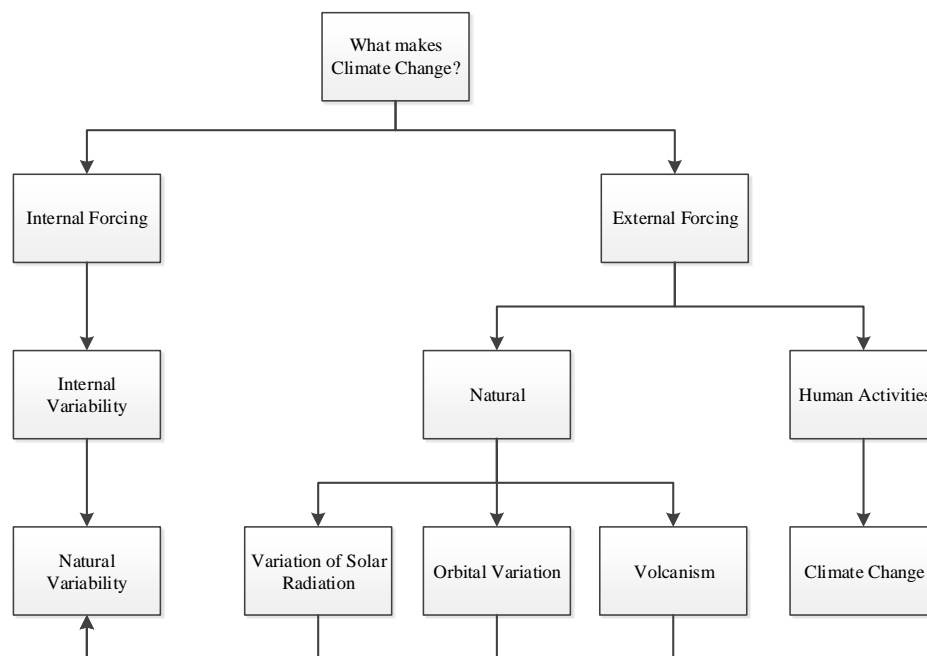 What makes
Climate Change?
Internal Forcing
External Forcing
Internal
Variability
Natural
Human Activities
Natural
Variability
Variation of Solar
Radiation
Orbital Variation
Volcanism
Climate Change